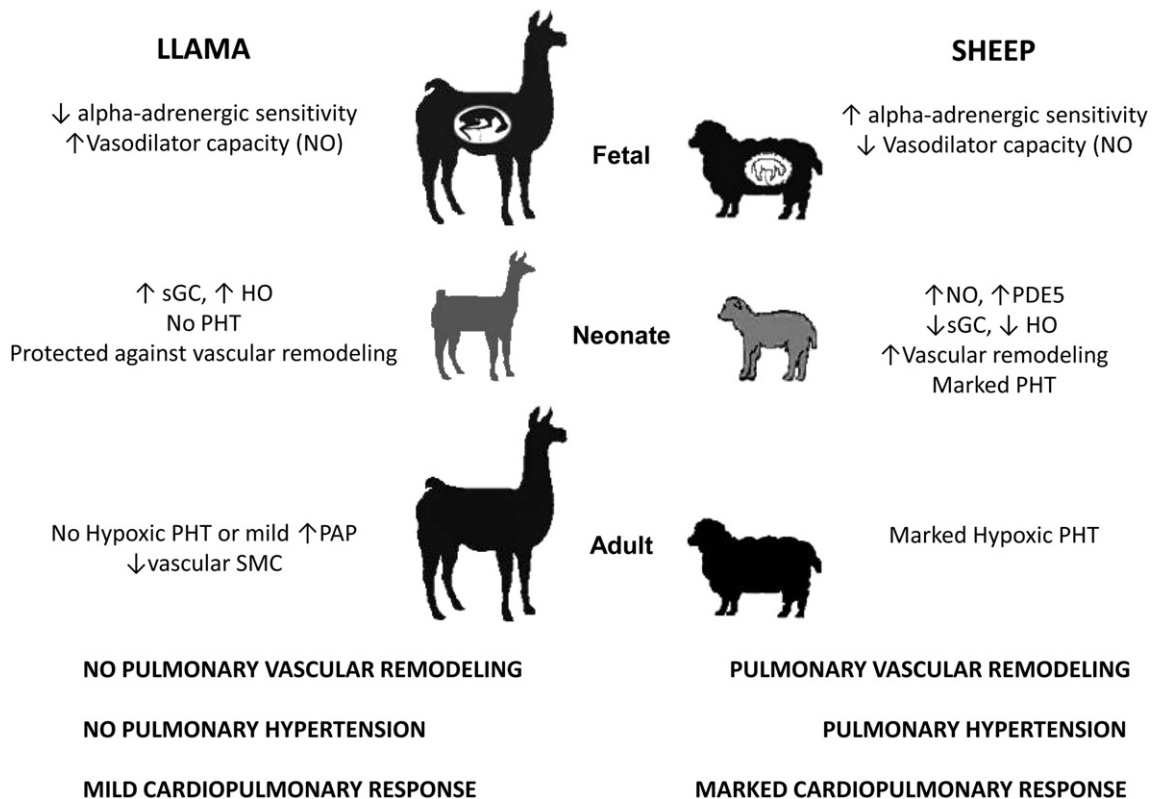 LLAMA
↓ alpha-adrenergic sensitivity
↑Vasodilator capacity (NO)
Fetal
SHEEP
↑ alpha-adrenergic sensitivity
↓ Vasodilator capacity (NO
↑ sGC, ↑ HO
No PHT
Protected against vascular remodeling
Neonate
↑NO, ↑PDE5
↓sGC, ↓ HO
↑Vascular remodeling
Marked PHT
No Hypoxic PHT or mild ↑PAP
↓vascular SMC
Adult
Marked Hypoxic PHT
NO PULMONARY VASCULAR REMODELING
PULMONARY VASCULAR REMODELING
NO PULMONARY HYPERTENSION
PULMONARY HYPERTENSION
MILD CARDIOPULMONARY RESPONSE
MARKED CARDIOPULMONARY RESPONSE